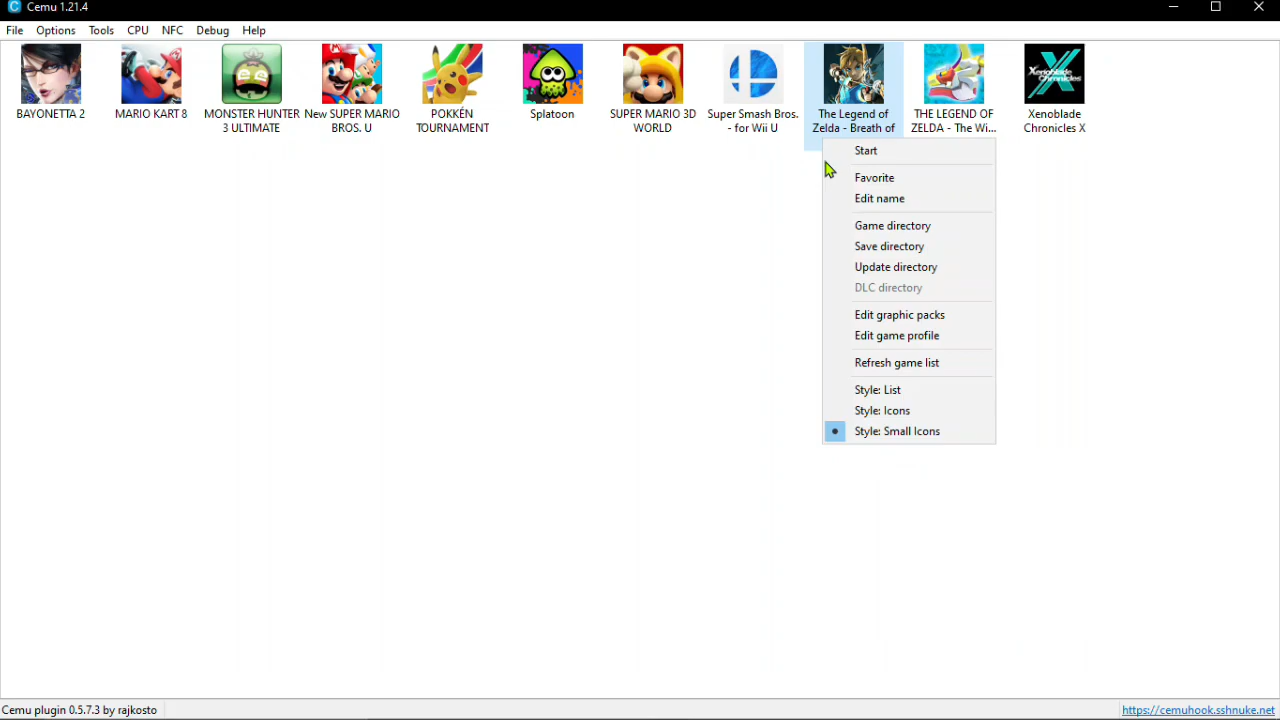 Cemu 1.21.4
File Options Tools CPU NFC Debug Help
BAYONETTA 2
MARIO KART 8
MONSTER HUNTER
3 ULTIMATE
New SUPER MARIO
BROS. U
POKKÉN
TOURNAMENT
Splatoon
SUPER MARIO 3D
WORLD
Super Smash Bros.
- for Wii U
The Legend of
Zelda - Breath of
THE LEGEND OF
ZELDA - The Wi...
Xenoblade
Chronicles
Xenoblade
Chronicles X
Start
Favorite
Edit name
Game directory
Save directory
Update directory
DLC directory
Edit graphic packs
Edit game profile
Refresh game list
Style: List
Style: Icons
Style: Small Icons
Cemu plugin 0.5.7.3 by rajkosto
https://cemuhook.sshnuke.net